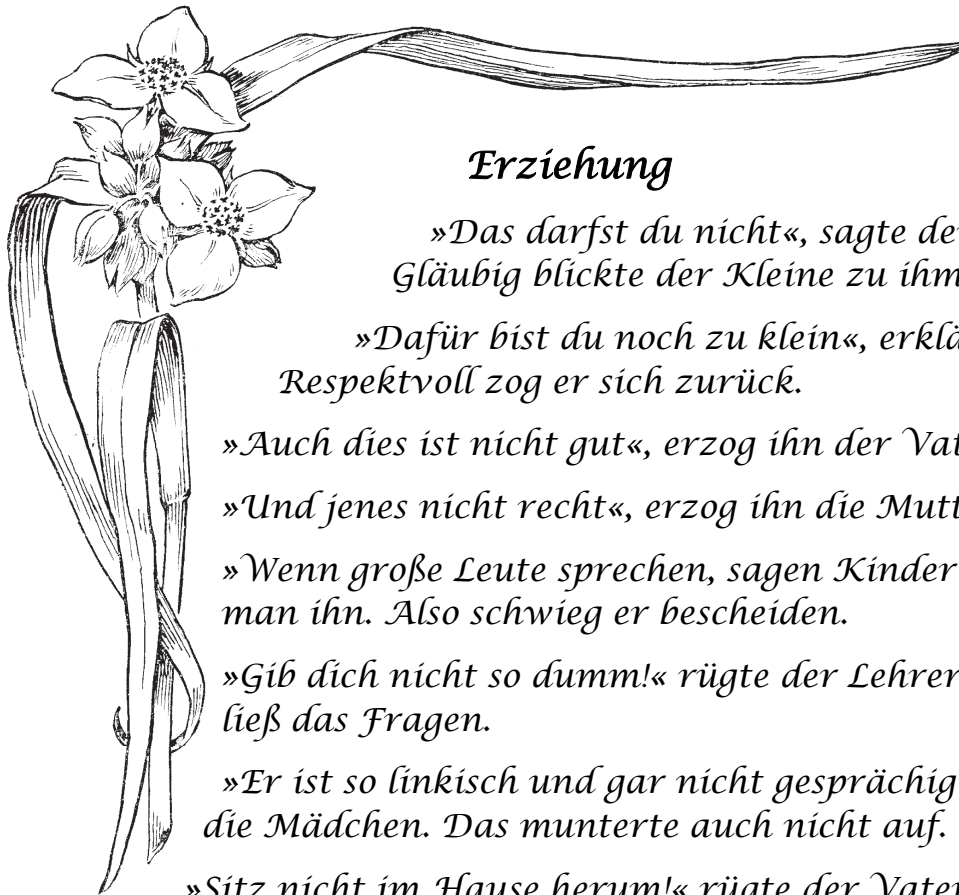 Erziehung
»Das darfst du nicht«, sagte
Gläubig blickte der Kleine zu ihm
»Dafür bist du noch zu klein«,
Respektvoll zog er sich zurück.
»Auch dies ist nicht gut«, erzog ihn der
»Und jenes nicht recht«, erzog ihn die
»Wenn große Leute sprechen, sagen Kinder
man ihn. Also schwieg er bescheiden.
»Gib dich nicht so dumm!« rügte der Lehrer
ließ das Fragen.
»Er ist so linkisch und gar nicht gesprächig
die Mädchen. Das munterte auch nicht auf.
»Sitz nicht im Hause herum!« rügte der Vater